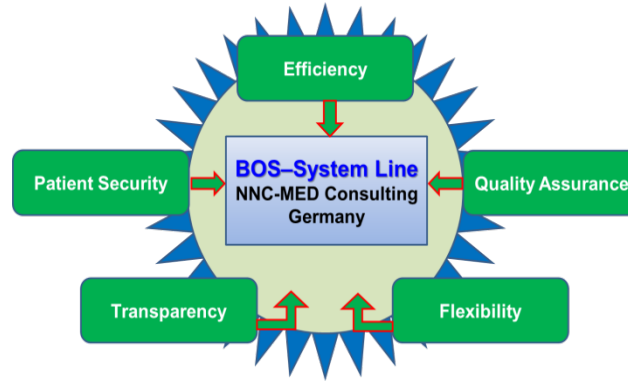 Efficiency
BOS–System Line
NNC-MED Consulting
Germany
Patient Security
Quality Assurance
Transparency
Flexibility